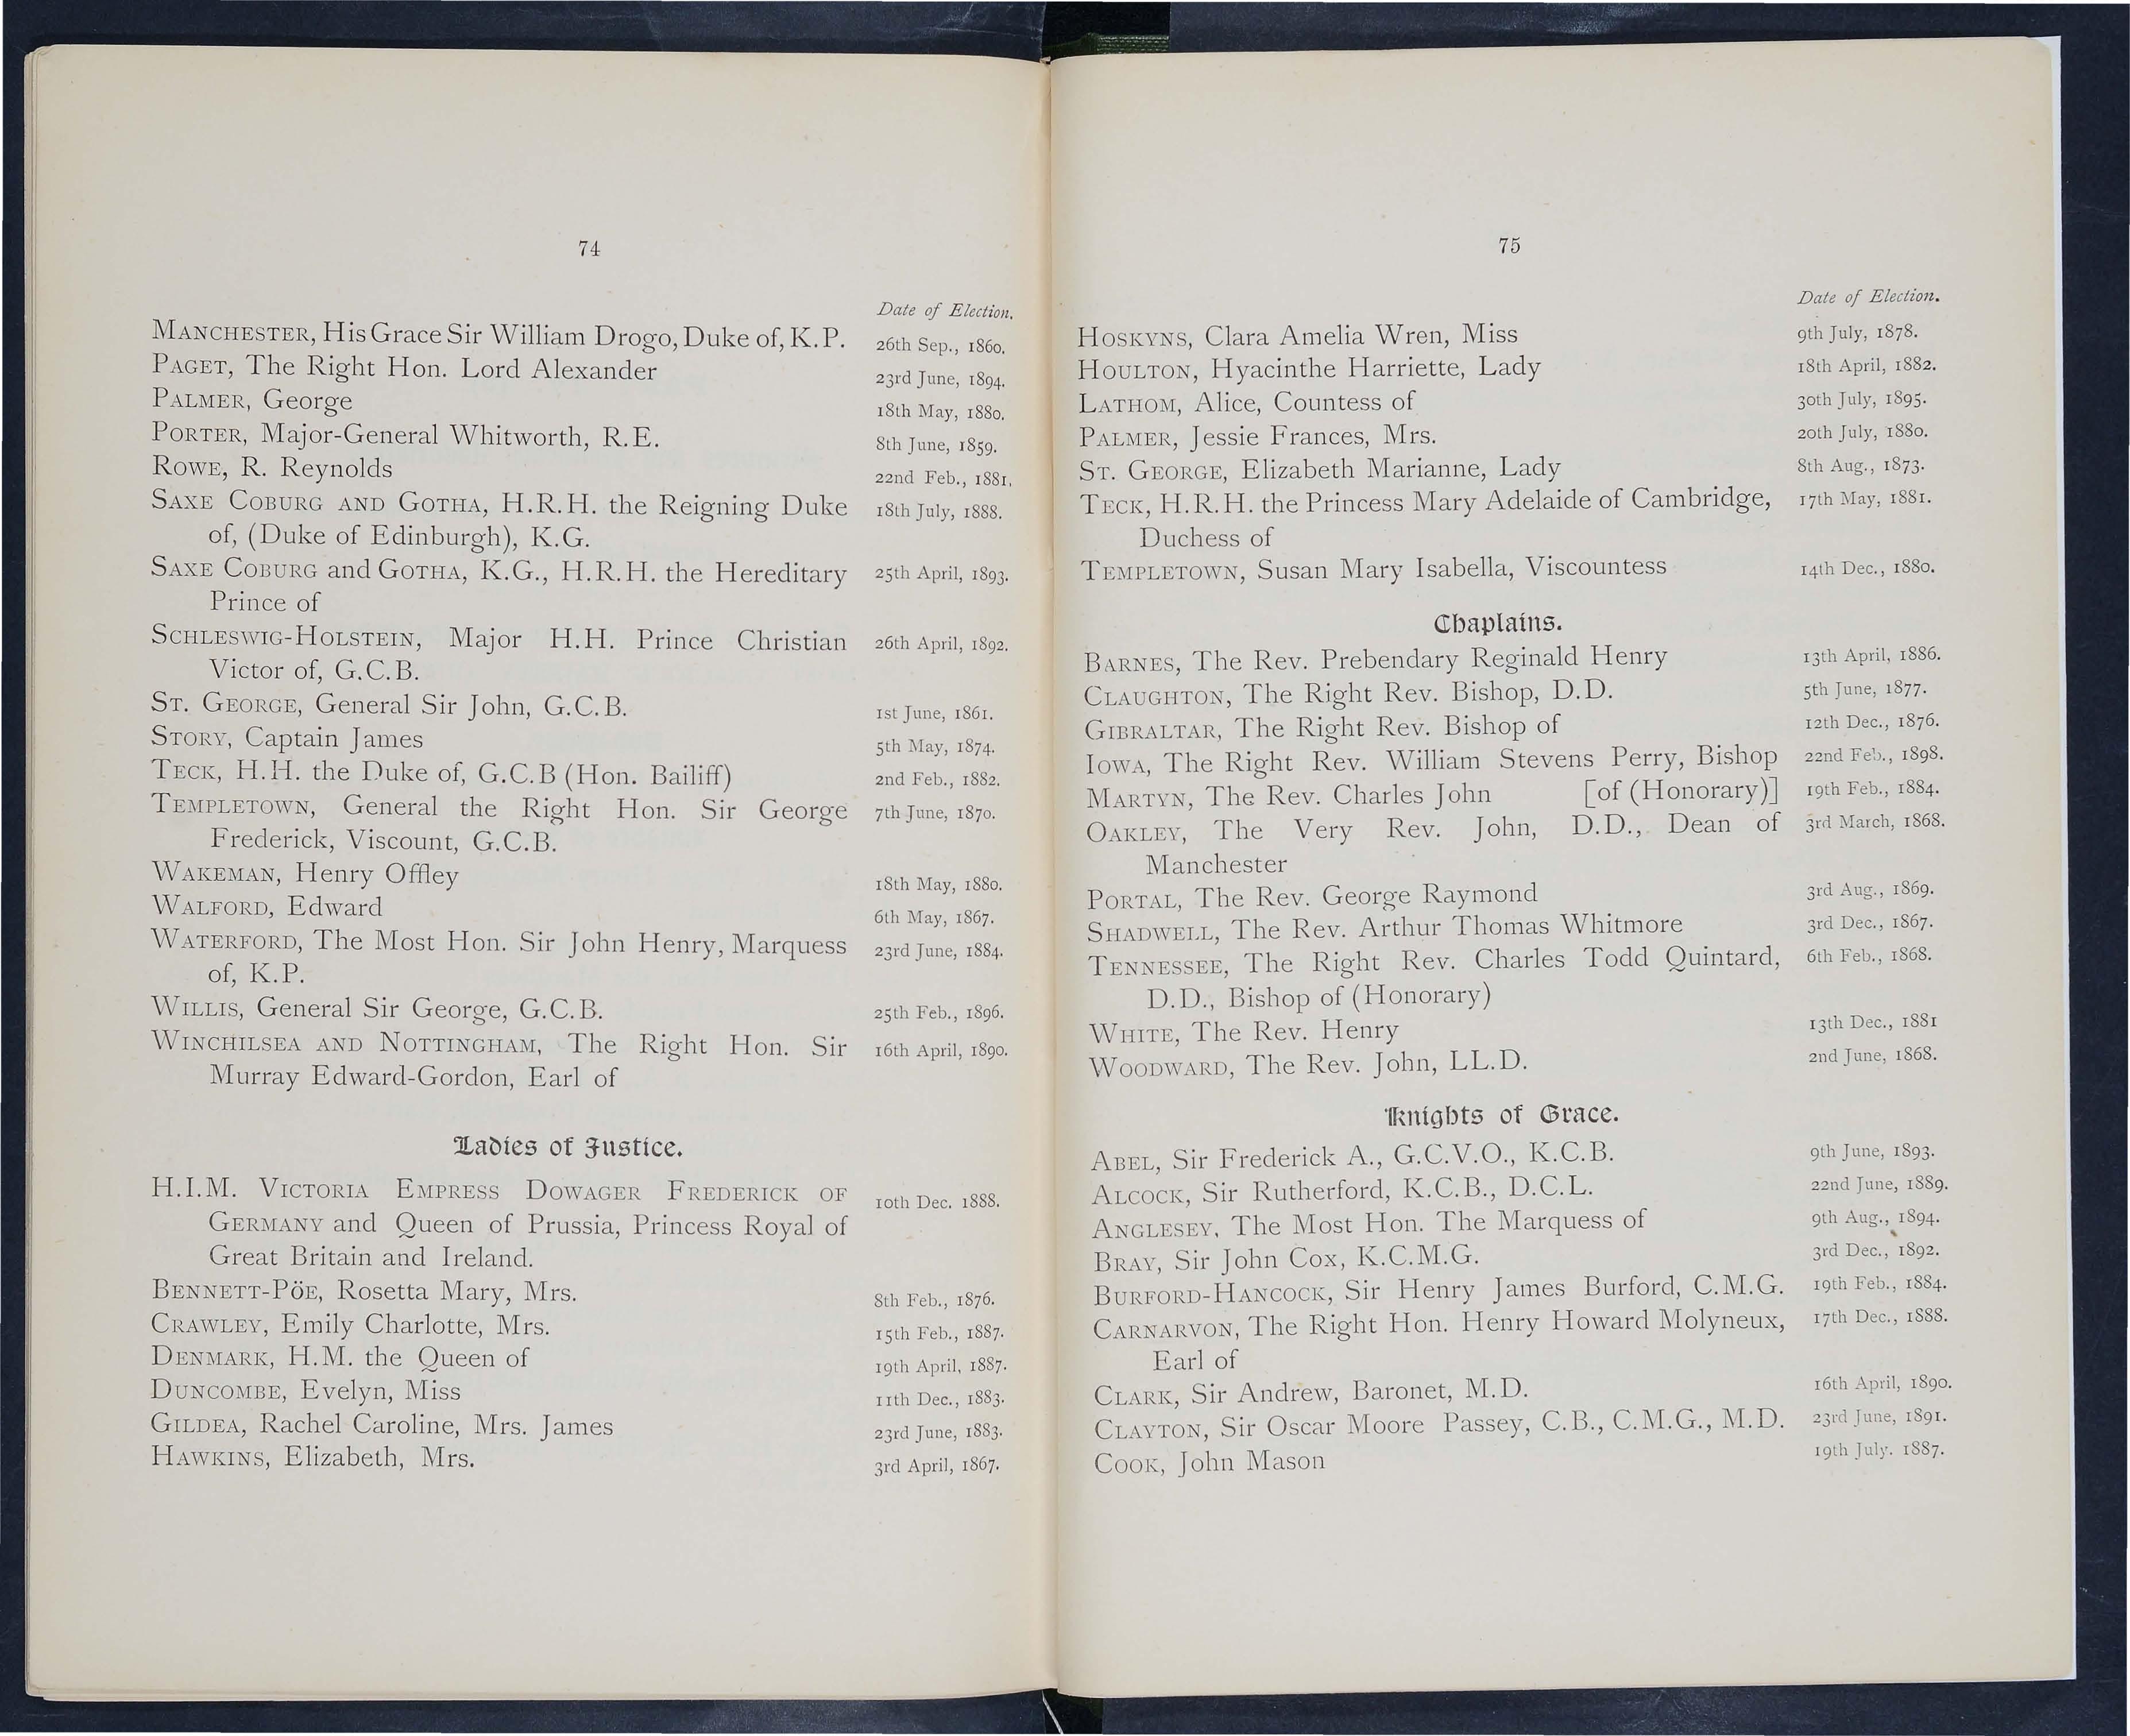 74
Date of Election.
MANCHESTER, His Grace Sir William Drogo, Duke of, K.P. 26th Sep., 1860.
PAGET, The Right Hon. Lord Alexander 23rd June, 1894.
PALMER, George 18th May, 1880.
PORTER, Major-General Whitworth, R.E. 8th June, 1859.
ROWE, R. Reynolds 22nd Feb., 1881.
SAXE COBURG AND GOTHA, H.R.H. the Reigning Duke 18th July, 1888.
of, (Duke of Edinburgh), K.G.
SAXE COBURG and GOTHA, K.G., H.R.H. the Hereditary 25th April, 1893.
Prince of
SCHLESWIG-HOLSTEIN, Major H.H. Prince Christian 26th April, 1892.
Victor of, G.C.B.
ST. GEORGE, General Sir John, G.C.B. 1st June, 1861.
STORY, Captain James 5th May, 1874.
TECK, H.H. the Duke of, G.C.B (Hon. Bailiff) 2nd Feb., 1882.
TEMPLETOWN, General the Right Hon. Sir George 7th June, 1870.
Frederick, Viscount, G.C.B.
WAKEMAN, Henry Offley 18th May, 1880.
WALFORD, Edward 6th May, 1867.
WATERFORD, The Most Hon. Sir John Henry, Marquess 23rd June, 1884.
of, K.P.
WILLIS, General Sir George, G.C.B. 25th Feb., 1896.
WINCHILSEA AND NOTTINGHAM, The Right Hon. Sir 16th April, 1890.
Murray Edward-Gordon, Earl of
Ladies of Justice.
H.I.M. VICTORIA EMPRESS DOWAGER FREDERICK OF 10th Dec. 1888.
GERMANY and Queen of Prussia, Princess Royal of
Great Britain and Ireland.
BENNETT-PÖE, Rosetta Mary, Mrs. 8th Feb., 1876.
CRAWLEY, Emily Charlotte, Mrs. 15th Feb., 1887.
DENMARK, H.M. the Queen of 19th April, 1887.
DUNCOMBE, Evelyn, Miss 11th Dec., 1883.
GILDEA, Rachel Caroline, Mrs. James 23rd June, 1883.
HAWKINS, Elizabeth, Mrs. 3rd April, 1867.
75
Date of Election.
HOSKYNS, Clara Amelia Wren, Miss 9th July, 1878.
HOULTON, Hyacinthe Harriette, Lady 18th April, 1882.
LATHOM, Alice, Countess of 30th July, 1895.
PALMER, Jessie Frances, Mrs. 20th July, 1880.
ST. GEORGE, Elizabeth Marianne, Lady 8th Aug., 1873.
TECK, H.R.H. the Princess Mary Adelaide of Cambridge, 17th May, 1881.
Duchess of
TEMPLETOWN, Susan Mary Isabella, Viscountess 14th Dec., 1880.
Chaplains.
BARNES, The Rev. Prebendary Reginald Henry 13th April, 1886.
CLAUGHTON, The Right Rev. Bishop, D.D. 5th June, 1877.
GIBRALTAR, The Right Rev. Bishop of 12th Dec., 1876.
IOWA, The Right Rev. William Stevens Perry, Bishop 22nd Feb., 1898.
MARTYN, The Rev. Charles John [of (Honorary)] 19th Feb., 1884.
OAKLEY, The Very Rev. John, D.D., Dean of 3rd March, 1868.
Manchester
PORTAL, The Rev. George Raymond 3rd Aug., 1869.
SHADWELL, The Rev. Arthur Thomas Whitmore 3rd Dec., 1867.
TENNESSEE, The Right Rev. Charles Todd Quintard, 6th Feb., 1868.
D.D., Bishop of (Honorary)
WHITE, The Rev. Henry 13th Dec., 1881
WOODWARD, The Rev. John, LL.D. 2nd June, 1868.
Knights of Grace.
ABEL, Sir Frederick A., G.C.V.O., K.C.B. 9th June, 1893.
ALCOCK, Sir Rutherford, K.C.B., D.C.L. 22nd June, 1889.
ANGLESEY, The Most Hon. The Marquess of 9th Aug., 1894.
BRAY, Sir John Cox, K.C.M.G. 3rd Dec., 1892.
BURFORD-HANCOCK, Sir Henry James Burford, C.M.G. 19th Feb., 1884.
CARNARVON, The Right Hon. Henry Howard Molyneux, 17th Dec., 1888.
Earl of
CLARK, Sir Andrew, Baronet, M.D. 16th April, 1890.
CLAYTON, Sir Oscar Moore Passey, C.B., C.M.G., M.D. 23rd June, 1891.
COOK, John Mason 19th July. 1887.